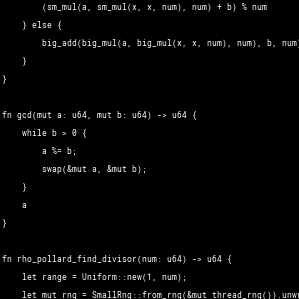 (sm_mul(a, sm_mul(x, x, num), num) + b) % num
} else {
big_add(big_mul(a, big_mul(x, x, num), num), b, num
}
}
fn gcd(mut a: u64, mut b: u64) -> u64 {
while b > 0 {
a %= b;
swap(&mut a, &mut b);
}
a
}
fn rho_pollard_find_divisor(num: u64) -> u64 {
let range = Uniform::new(1, num);
let mut rng = SmallRng::from_rng(&mut thread_rng()).unw